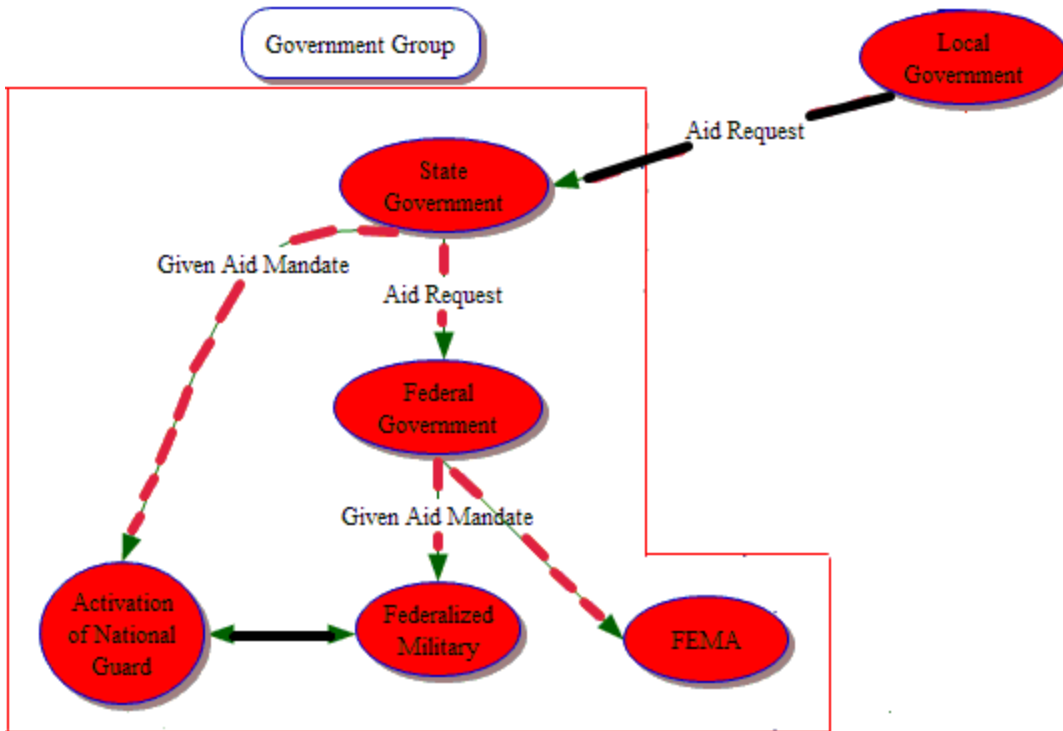 Government Group
Local
Government
Aid Request
State
Government
Given Aid Mandate
Aid Request
Federal
Government
Given Aid Mandate
Activation
of National
Guard
Federalized
Military
FEMA